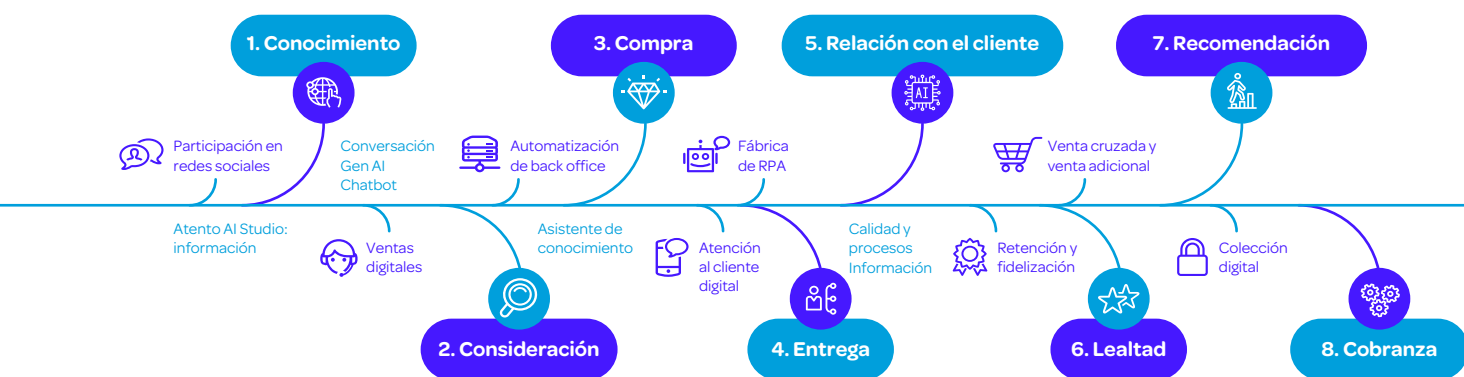 1. Conocimiento
3. Compra
5. Relación con el cliente
7. Recomendación
AI
Participación en
redes sociales
Conversación
Gen AI
Chatbot
Automatización
de back office
Fábrica
de RPA
Venta cruzada y
venta adicional
Atento AI Studio:
información
Ventas
digitales
Asistente de
conocimiento
Atención
al cliente
digital
Calidad y
procesos
Información
Retención y
fidelización
Colección
digital
2. Consideración
4. Entrega
6. Lealtad
8. Cobranza